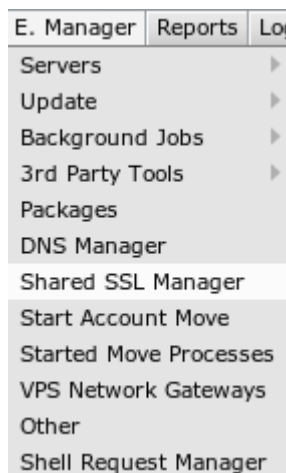 E. Manager Reports Log
Servers
Update
Background Jobs
3rd Party Tools
Packages
DNS Manager
Shared SSL Manager
Start Account Move
Started Move Processes
VPS Network Gateways
Other
Shell Request Manager